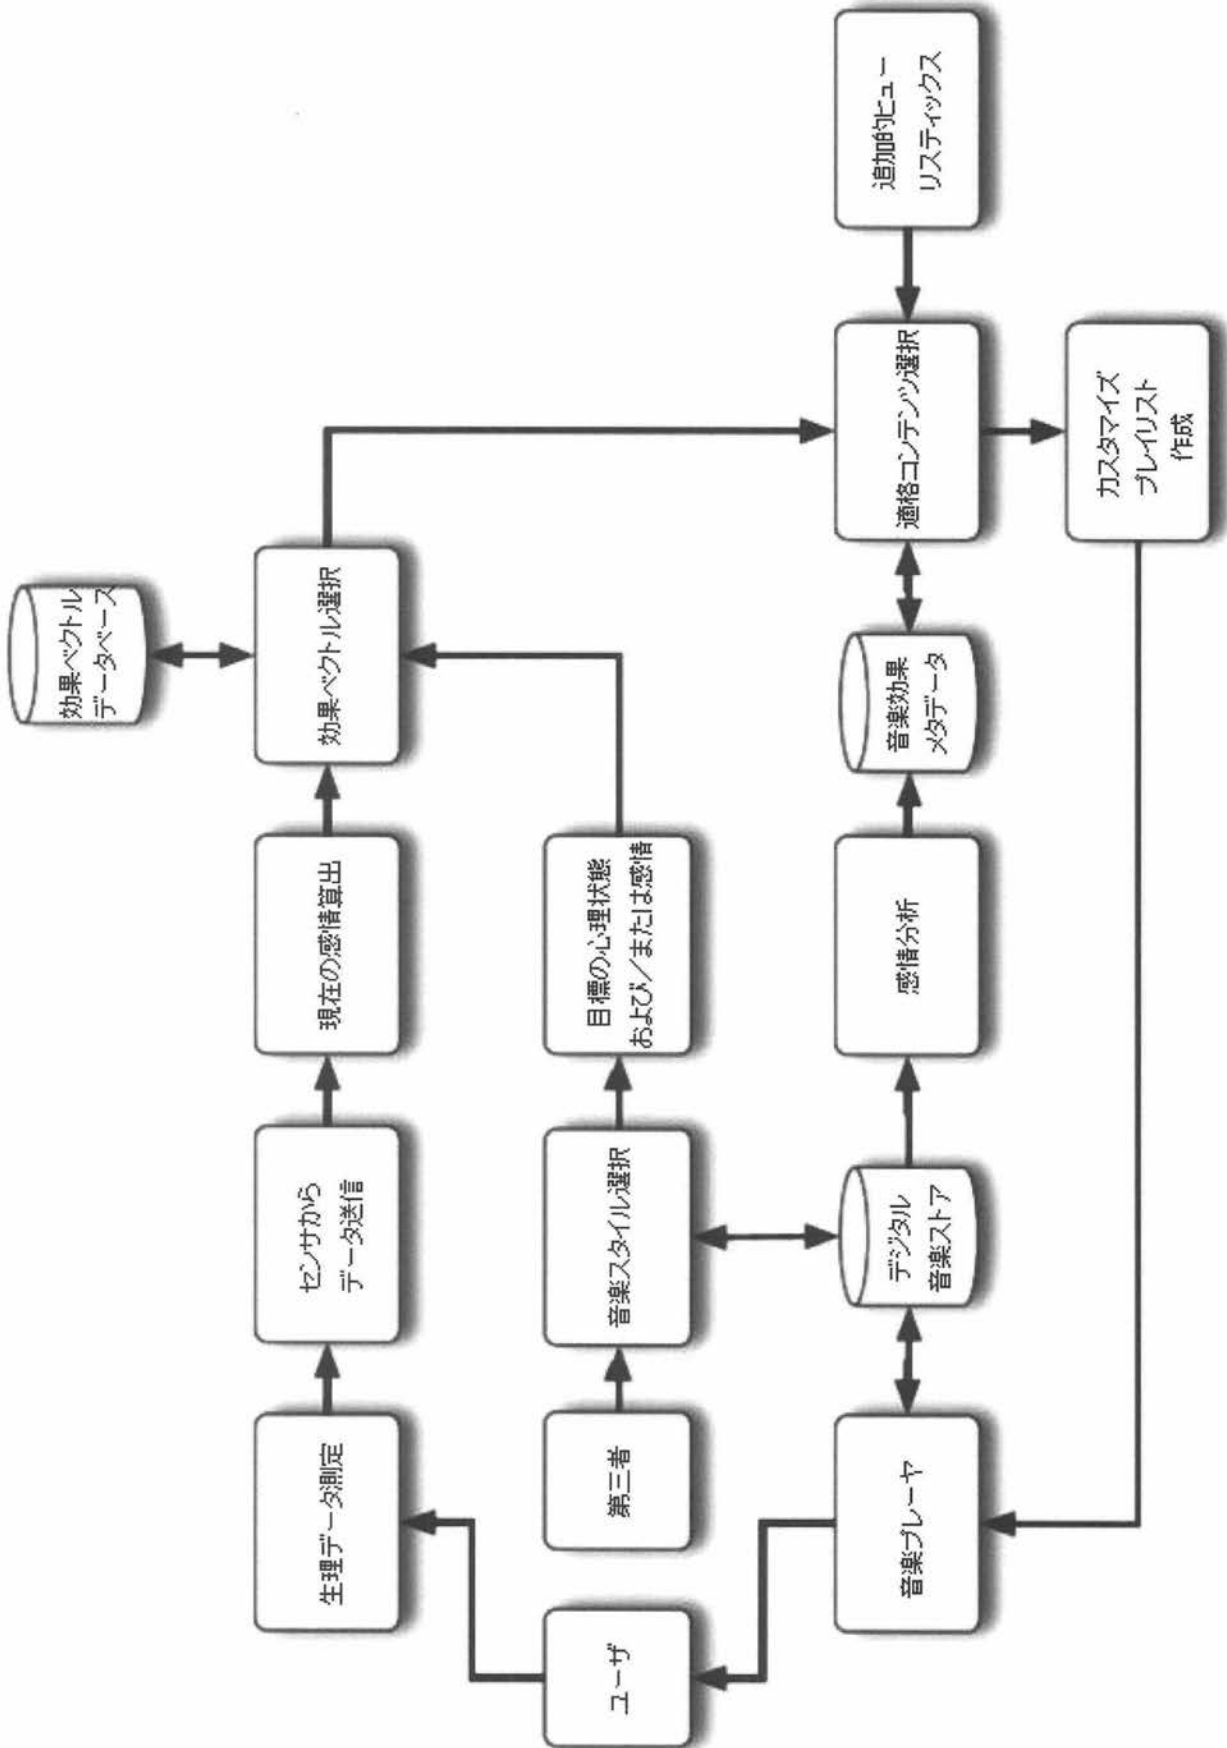 効果ベクトル
データベース
生理データ測定
センサから
データ送信
現在の感情算出
効果ベクトル選択
ユーザ
第三者
音楽スタイル選択
目標の心理状態
および／または感情
音楽プレーヤ
デジタル
音楽ストア
感情分析
音楽効果
メタデータ
適格コンテンツ選択
追加的ヒュー
リスティックス
カスタマイズ
プレイリスト
作成